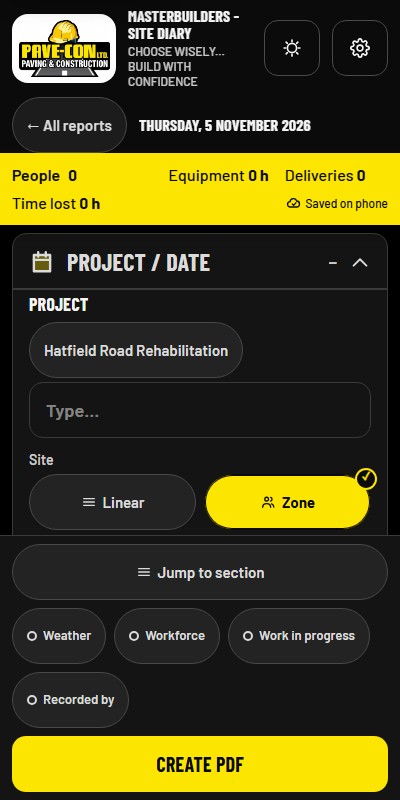 PAVE-CON LTD.
PAVING & CONSTRUCTION
MASTERBUILDERS -
SITE DIARY
CHOOSE WISELY...
BUILD WITH
CONFIDENCE
← All reports
THURSDAY, 5 NOVEMBER 2026
People 0 Equipment 0 h Deliveries 0
Time lost 0 h Saved on phone
PROJECT / DATE –
PROJECT
Hatfield Road Rehabilitation
Type...
Site
Linear Zone
Jump to section
Weather Workforce Work in progress
Recorded by
CREATE PDF